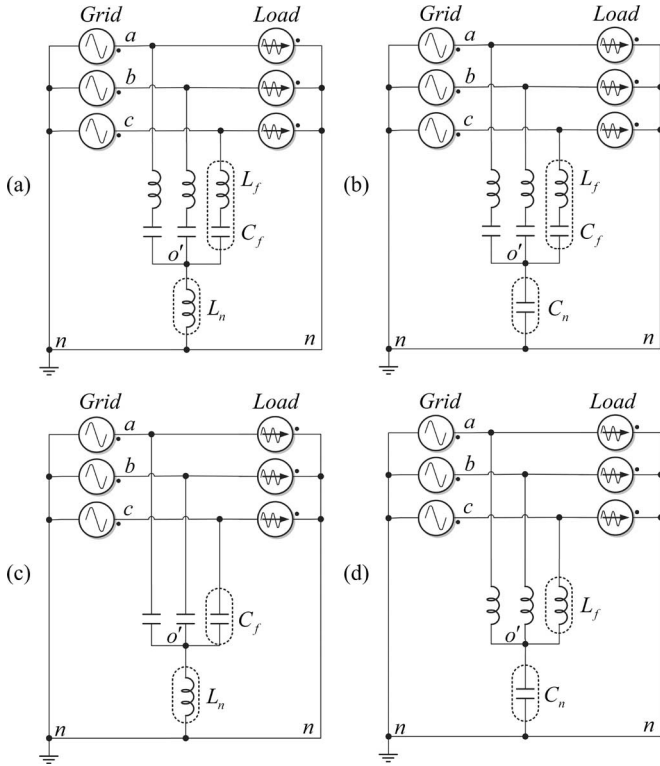 Grid Load
a
b
c
(a)
L_f
C_f
o'
L_n
n n
Grid Load
a
b
c
(b)
L_f
C_f
o'
C_n
n n
Grid Load
a
b
c
(c)
C_f
o'
L_n
n n
Grid Load
a
b
c
(d)
L_f
o'
C_n
n n